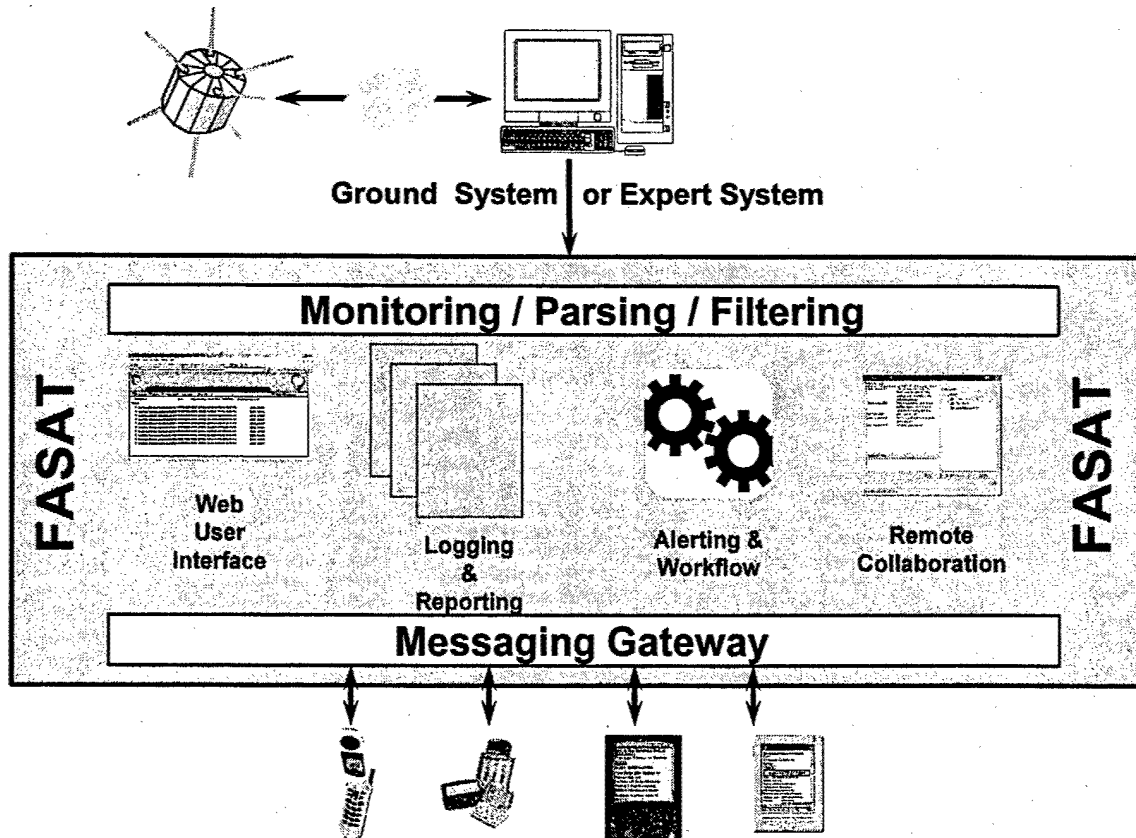 Ground System or Expert System
FASAT
Monitoring / Parsing / Filtering
FASAT
Web
User
Interface
Logging
&
Reporting
Alerting &
Workflow
Remote
Collaboration
Messaging Gateway